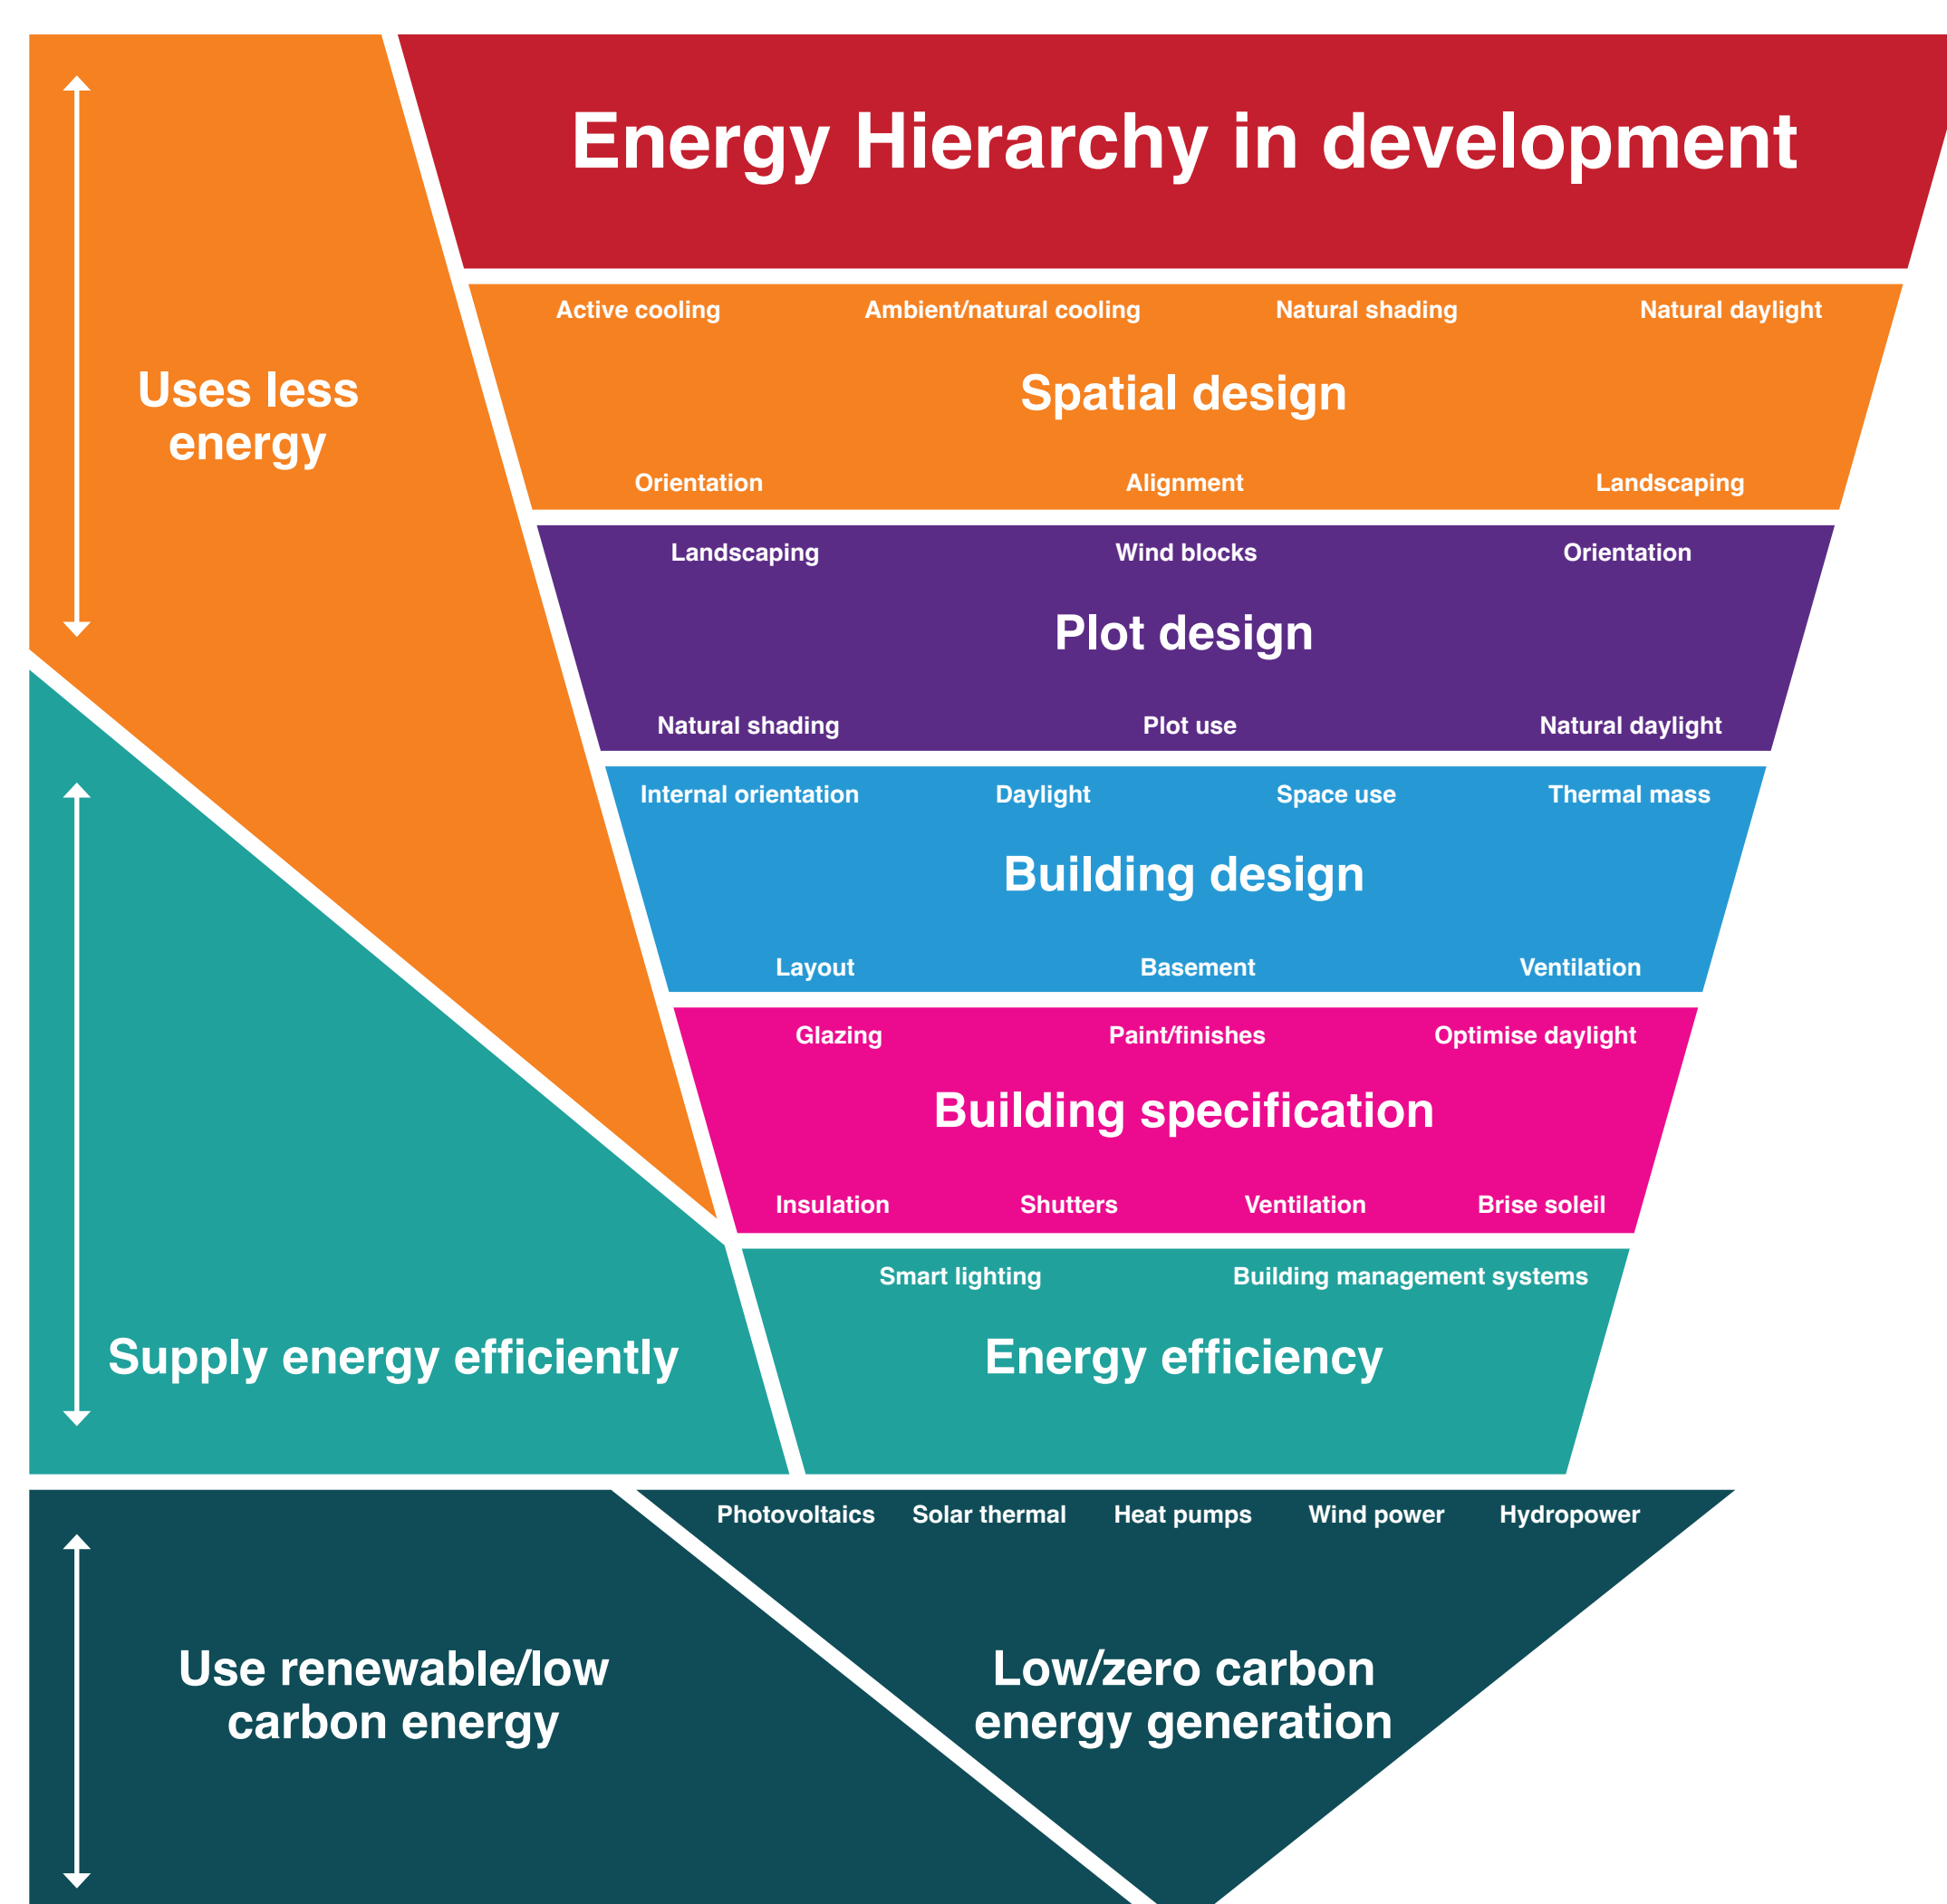 Energy Hierarchy in development
Uses less
energy
Active cooling Ambient/natural cooling Natural shading Natural daylight
Spatial design
Orientation Alignment Landscaping
Landscaping Wind blocks Orientation
Plot design
Natural shading Plot use Natural daylight
Internal orientation Daylight Space use Thermal mass
Building design
Layout Basement Ventilation
Glazing Paint/finishes Optimise daylight
Building specification
Insulation Shutters Ventilation Brise soleil
Supply energy efficiently
Smart lighting Building management systems
Energy efficiency
Use renewable/low
carbon energy
Photovoltaics Solar thermal Heat pumps Wind power Hydropower
Low/zero carbon
energy generation